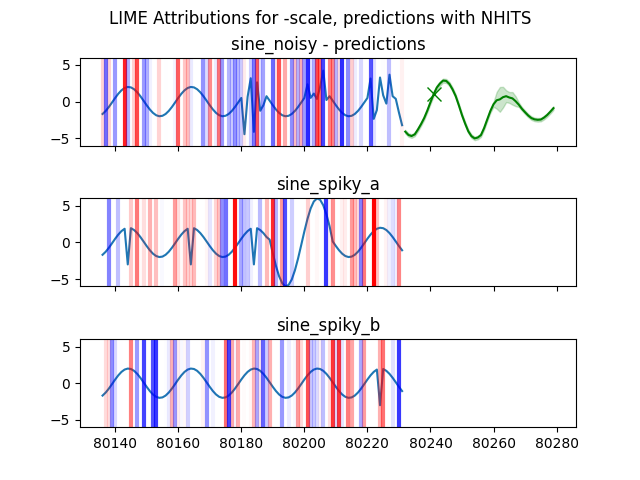 LIME Attributions for -scale, predictions with NHITS
sine_noisy - predictions
5
0
−5
sine_spiky_a
5
0
−5
sine_spiky_b
5
0
−5
80140 80160 80180 80200 80220 80240 80260 80280